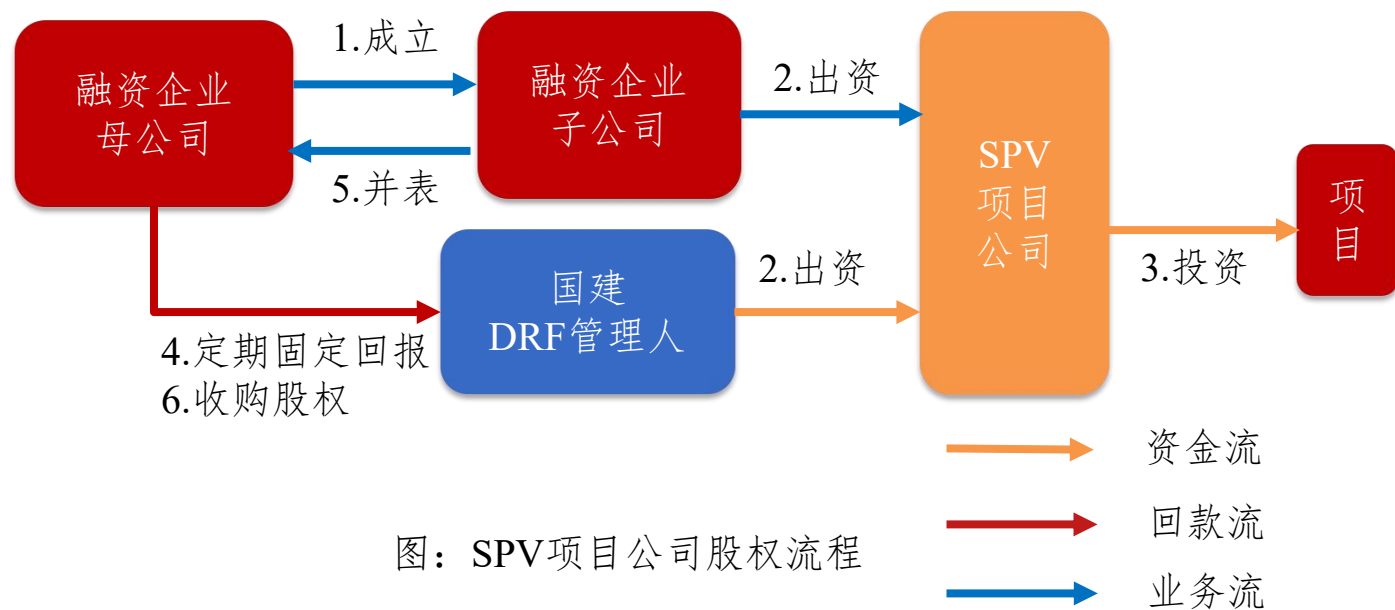 融资企业
母公司
1.成立
5.并表
融资企业
子公司
2.出资
SPV
项目
公司
3.投资
项
目
国建
DRF管理人
2.出资
4.定期固定回报
6.收购股权
资金流
回款流
业务流
图：SPV项目公司股权流程